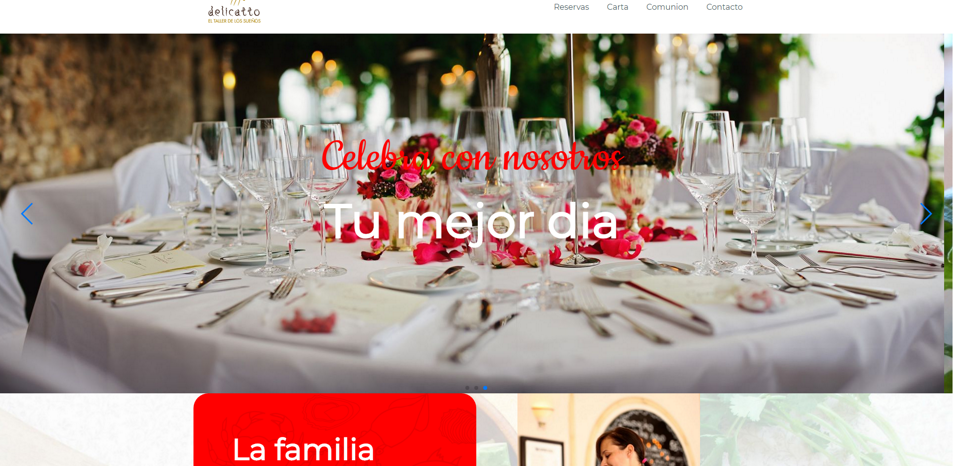 delicatto
EL TALLER DE LOS SUEÑOS
Reservas Carta Comunion Contacto
Celebra con nosotros
Tu mejor dia
La familia